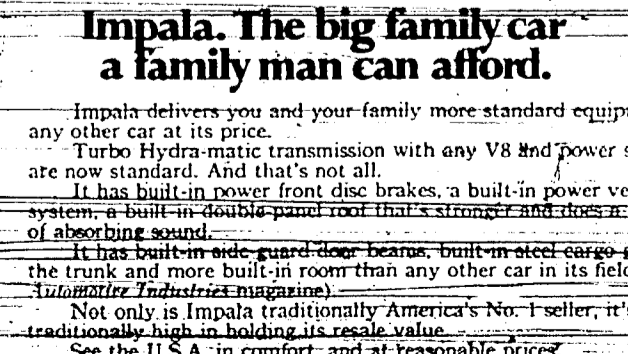 Impala. The big family car
a family man can afford.
Impala delivers you and your family more standard
any other car at its price.
Turbo Hydra-matic transmission with any V8 and power
are now standard. And that's not all.
It has built-in power front disc brakes, a built-in power
system, a built-in double-panel roof that's stronger and does a
of absorbing sound.
It has built-in side-guard door beams, built-in steel cargo
the trunk and more built-in room than any other car in its
Automotive Industries magazine)
Not only is Impala traditionally America's No. 1 seller, it's
traditionally high in holding its resale value.
See the U.S.A. in comfort, and at reasonable prices